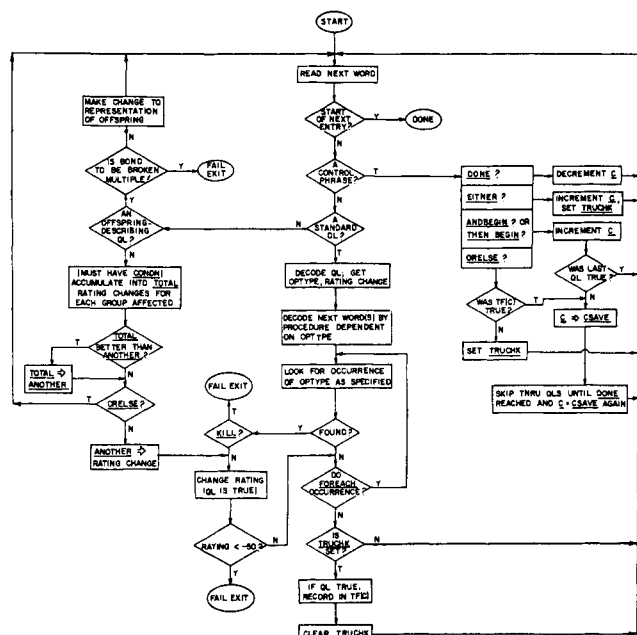 START
READ NEXT WORD
START
OF NEXT
ENTRY?
Y
DONE
N
MAKE CHANGE TO
REPRESENTATION
OF OFFSPRING
N
IS BOND
TO BE BROKEN
MULTIPLE?
Y
FAIL
EXIT
Y
AN
OFFSPRING-
DESCRIBING
QL?
N
A
CONTROL
PHRASE?
T
N
A
STANDARD
QL?
N
T
DONE?
DECREMENT C
EITHER?
INCREMENT C,
SET TRUCHK
ANDBEGIN? OR
THEN BEGIN?
INCREMENT C
ORELSE?
WAS LAST
QL TRUE?
T
N
WAS TF(C)
TRUE?
T
N
C ⇒ CSAVE
SET TRUCHK
SKIP THRU QLS UNTIL DONE
REACHED AND C = CSAVE AGAIN
(MUST HAVE CONDN)
ACCUMULATE INTO TOTAL
RATING CHANGES FOR
EACH GROUP AFFECTED
DECODE QL; GET
OPTYPE, RATING CHANGE
DECODE NEXT WORD(S) BY
PROCEDURE DEPENDENT
ON OPTYPE
TOTAL
BETTER THAN
ANOTHER?
T
N
TOTAL ⇒
ANOTHER
LOOK FOR OCCURRENCE
OF OPTYPE AS SPECIFIED
ORELSE?
T
N
FAIL EXIT
T
KILL?
Y
FOUND?
N
N
ANOTHER ⇒
RATING CHANGE
CHANGE RATING
(QL IS TRUE)
DO
FOREACH
OCCURRENCE?
Y
N
RATING < -50?
N
Y
FAIL EXIT
IS
TRUCHK
SET?
N
T
IF QL TRUE,
RECORD IN TF(C)
CLEAR TRUCHK